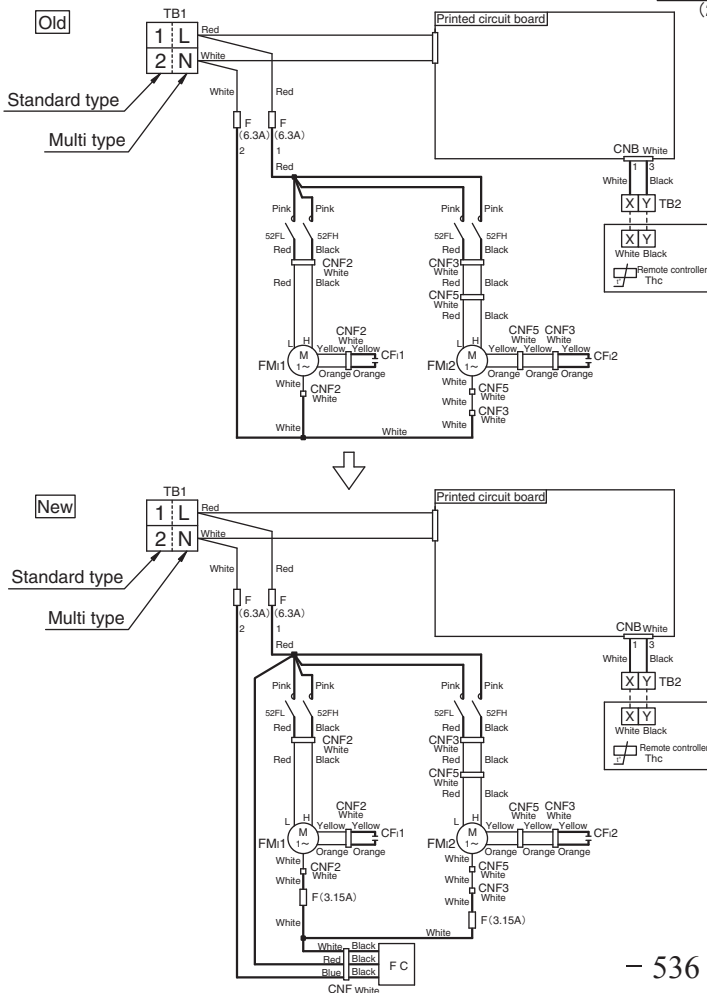 (2
Old
TB1
Printed circuit board
1 L
Red
2 N
White
Standard type
White
Red
Multi type
F
(6.3A)
2
F
(6.3A)
1
Red
CNB White
1 3
White
Black
X Y TB2
Pink
Pink
Pink
Pink
52FL
52FH
52FL
52FH
X Y
White Black
Red
Black
Red
Black
CNF2
White
CNF3
White
Remote controller
t°
Thc
Red
Black
Red
Black
CNF5
White
Red
Black
L H
CNF2
White
L H
CNF5
White
CNF3
White
FMI1
M
1~
Yellow
Yellow
CFI1
FMI2
M
1~
Yellow
Yellow
Yellow
CFI2
Orange
Orange
Orange
Orange
Orange
White
CNF2
White
White
CNF5
White
White
CNF3
White
White
White
White
New
TB1
Printed circuit board
1 L
Red
2 N
White
Standard type
White
Red
Multi type
F
(6.3A)
2
F
(6.3A)
1
Red
CNB White
1 3
White
Black
X Y TB2
Pink
Pink
Pink
Pink
52FL
52FH
52FL
52FH
X Y
White Black
Red
Black
Red
Black
CNF2
White
CNF3
White
Remote controller
t°
Thc
Red
Black
Red
Black
CNF5
White
Red
Black
L H
CNF2
White
L H
CNF5
White
CNF3
White
FMI1
M
1~
Yellow
Yellow
CFI1
FMI2
M
1~
Yellow
Yellow
Yellow
CFI2
Orange
Orange
Orange
Orange
Orange
White
CNF2
White
White
CNF5
White
White
White
CNF3
White
White
F(3.15A)
F(3.15A)
White
White
White
Black
Red
Black
F C
Blue
Black
CNF White
– 536